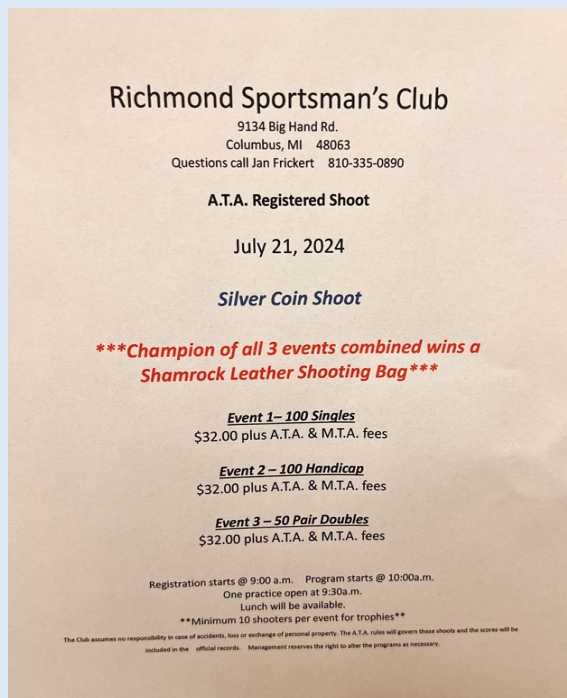 Richmond Sportsman's Club
9134 Big Hand Rd.
Columbus, MI 48063
Questions call Jan Frickert 810-335-0890
A.T.A. Registered Shoot
July 21, 2024
Silver Coin Shoot
***Champion of all 3 events combined wins a
Shamrock Leather Shooting Bag***
Event 1– 100 Singles
$32.00 plus A.T.A. & M.T.A. fees
Event 2 – 100 Handicap
$32.00 plus A.T.A. & M.T.A. fees
Event 3 – 50 Pair Doubles
$32.00 plus A.T.A. & M.T.A. fees
Registration starts @ 9:00 a.m. Program starts @ 10:00a.m.
One practice open at 9:30a.m.
Lunch will be available.
**Minimum 10 shooters per event for trophies**
The Club assumes no responsibility in case of accidents, loss or exchange of personal property. The A.T.A. rules will govern these shoots and the scores will be
included in the official records. Management reserves the right to alter the programs as necessary.